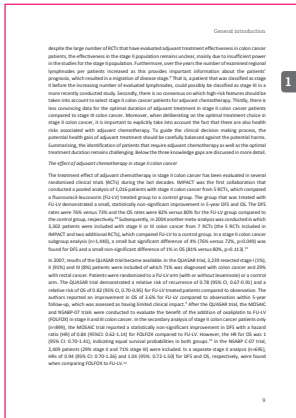 General introduction
despite the large number of RCTs that have evaluated adjuvant treatment effectiveness in colon cancer
patients, the effectiveness in the stage II population remains unclear, mainly due to insufficient power
in the studies for the stage II population. Furthermore, over the years the number of examined regional
lymphnodes per patients increased as this provides important information about the patients'
prognosis, which resulted in a migration of disease stage. That is, a patient that was classified as stage
II before the increasing number of evaluated lymphnodes, could possibly be classified as stage III in a
more recently conducted study. Secondly, there is no consensus on which high-risk features should be
taken into account to select stage II colon cancer patients for adjuvant chemotherapy. Thirdly, there is
less convincing data for the optimal duration of adjuvant treatment in stage II colon cancer patients
compared to stage III colon cancer. Moreover, when deliberating on the optimal treatment choice in
stage II colon cancer, it is important to explicitly take into account the fact that there are also health
risks associated with adjuvant chemotherapy. To guide the clinical decision making process, the
potential health gain of adjuvant treatment should be carefully balanced against the potential harms.
Summarising, the identification of patients that require adjuvant chemotherapy as well as the optimal
treatment duration remains challenging. Below these knowledge gaps are discussed in more detail.
1
The effect of adjuvant chemotherapy in stage II colon cancer
The treatment effect of adjuvant chemotherapy in stage II colon cancer has been evaluated in several
randomised clinical trials (RCTs) during the last decades. IMPACT was the first collaboration that
conducted a pooled analysis of 1,016 patients with stage II colon cancer from 5 RCTs, which compared
a fluorouracil-leucovorin (FU-LV) treated group to a control group. The group that was treated with
FU-LV demonstrated a small, statistically non-significant improvement in 5-year DFS and OS. The DFS
rates were 76% versus 73% and the OS rates were 82% versus 80% for the FU-LV group compared to
the control group, respectively. Subsequently, in 2004 another meta-analysis was conducted in which
3,302 patients were included with stage II or III colon cancer from 7 RCTs (the 5 RCTs included in
IMPACT and two additional RCTs), which compared FU-LV to a control group. In a stage II colon cancer
subgroup analysis (n=1,440), a small but significant difference of 4% (76% versus 72%, p=0.049) was
found for DFS and a small non-significant difference of 1% in OS (81% versus 80%, p=0.113).
In 2007, results of the QUASAR trial became available. In the QUASAR trial, 3,239 resected stage I (1%),
II (91%) and III (8%) patients were included of which 71% was diagnosed with colon cancer and 29%
with rectal cancer. Patients were randomized to a FU-LV arm (with or without levamisole) or a control
arm. The QUASAR trial demonstrated a relative risk of recurrence of 0.78 (95% CI, 0.67-0.91) and a
relative risk of OS of 0.82 (95% CI, 0.70-0.95) for FU-LV treated patients compared to observation. The
authors reported an improvement in OS of 3.6% for FU-LV compared to observation within 5-year
follow-up, which was assessed as having limited clinical impact. After the QUASAR trial, the MOSAIC
and NSABP-07 trials were conducted to evaluate the benefit of the addition of oxaliplatin to FU-LV
(FOLFOX) in stage II and III colon cancer. In the secondary analysis of stage II colon cancer patients only
(n=899), the MOSAIC trial reported a statistically non-significant improvement in DFS with a hazard
ratio (HR) of 0.84 (95%CI: 0.62-1.14) for FOLFOX compared to FU-LV. However, the HR for OS was 1
(95% CI: 0.70-1.41), indicating equal survival probabilities in both groups. In the NSABP C-07 trial,
2,409 patients (29% stage II and 71% stage III) were included. In a separate stage II analysis (n=695),
HRs of 0.94 (95% CI: 0.70-1.26) and 1.04 (95%: 0.72-1.50) for DFS and OS, respectively, were found
when comparing FOLFOX to FU-LV.
9